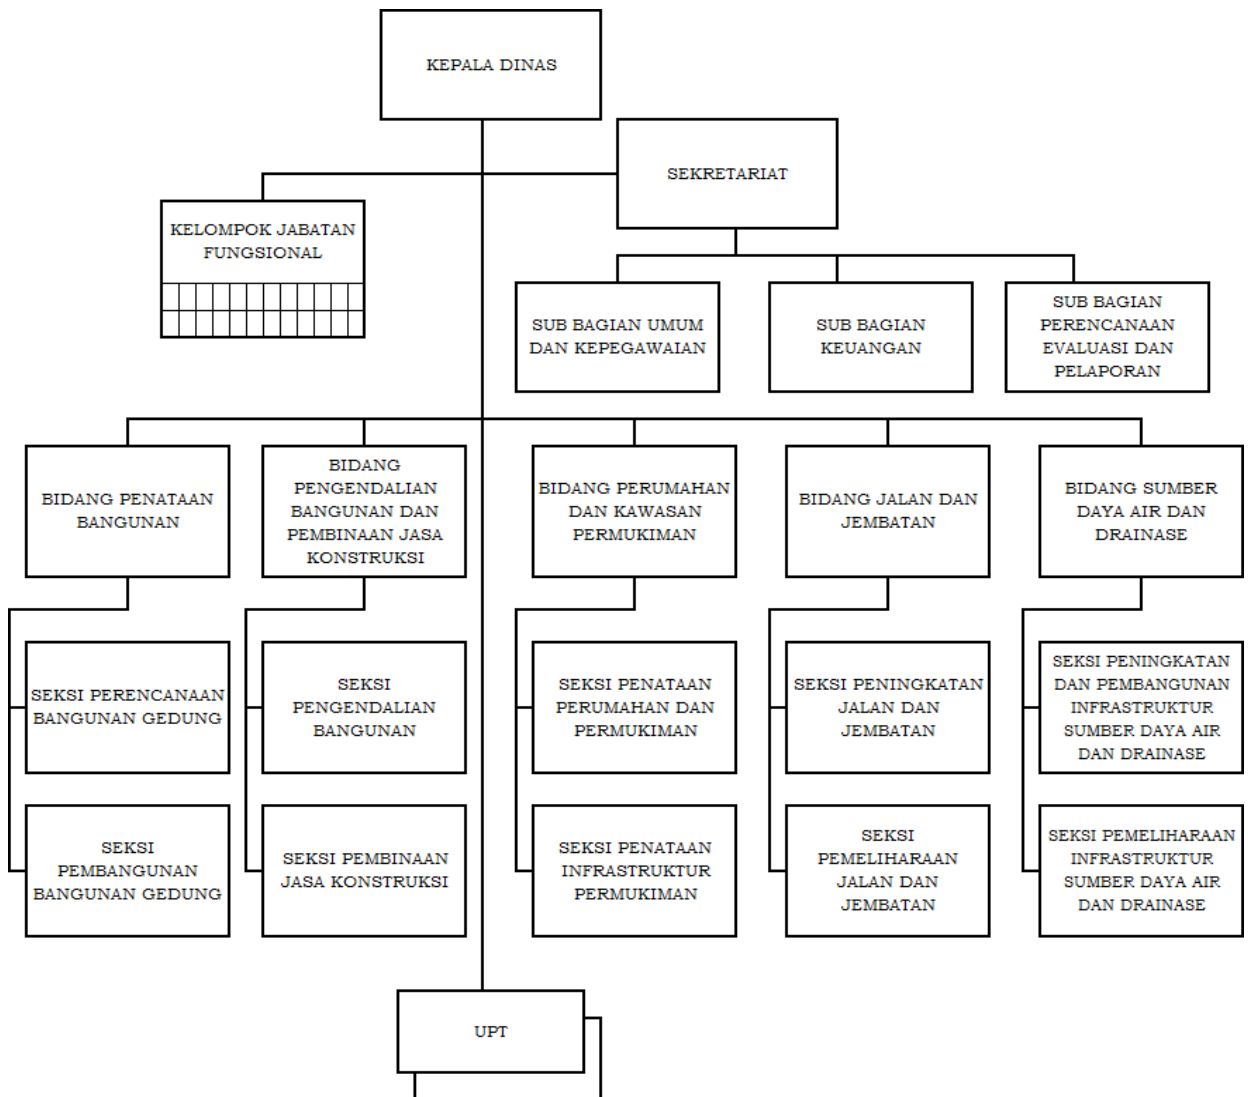 KEPALA DINAS
SEKRETARIAT
KELOMPOK JABATAN
FUNGSIONAL
SUB BAGIAN UMUM
DAN KEPEGAWAIAN
SUB BAGIAN
KEUANGAN
SUB BAGIAN
PERENCANAAN
EVALUASI DAN
PELAPORAN
BIDANG PENATAAN
BANGUNAN
BIDANG
PENGENDALIAN
BANGUNAN DAN
PEMBINAAN JASA
KONSTRUKSI
BIDANG PERUMAHAN
DAN KAWASAN
PERMUKIMAN
BIDANG JALAN DAN
JEMBATAN
BIDANG SUMBER
DAYA AIR DAN
DRAINASE
SEKSI PERENCANAAN
BANGUNAN GEDUNG
SEKSI
PENGENDALIAN
BANGUNAN
SEKSI PENATAAN
PERUMAHAN DAN
PERMUKIMAN
SEKSI PENINGKATAN
JALAN DAN
JEMBATAN
SEKSI PENINGKATAN
DAN PEMBANGUNAN
INFRASTRUKTUR
SUMBER DAYA AIR
DAN DRAINASE
SEKSI
PEMBANGUNAN
BANGUNAN GEDUNG
SEKSI PEMBINAAN
JASA KONSTRUKSI
SEKSI PENATAAN
INFRASTRUKTUR
PERMUKIMAN
SEKSI
PEMELIHARAAN
JALAN DAN
JEMBATAN
SEKSI PEMELIHARAAN
INFRASTRUKTUR
SUMBER DAYA AIR
DAN DRAINASE
UPT